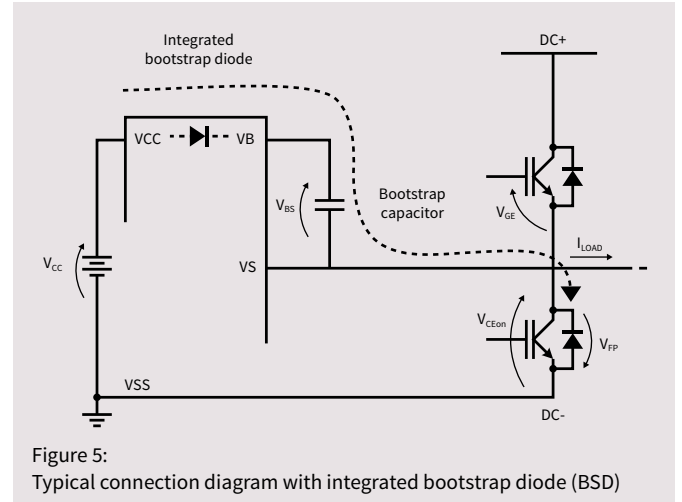 Integrated
bootstrap diode
DC+
VCC
VB
Bootstrap
capacitor
VBS
VGE
ILOAD
VCC
VS
VCEon
VFP
VSS
DC-
Figure 5:
Typical connection diagram with integrated bootstrap diode (BSD)